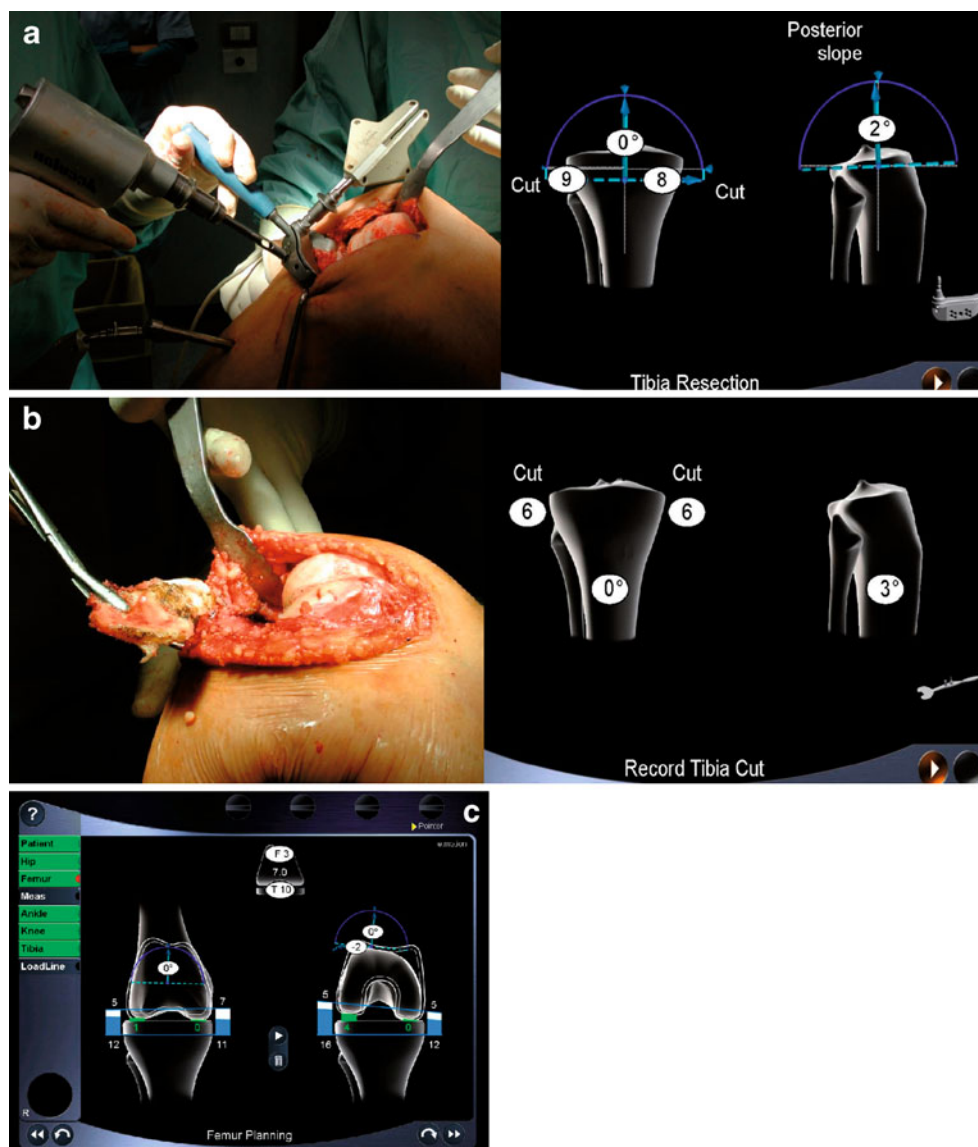 a
Posterior
slope
2°
0°
Cut 9 8 Cut
Tibia Resection
b
Cut Cut
6 6
0° 3°
Record Tibia Cut
c
?
Pointer
Patient
Hip
Femur
Meas
Ankle
Knee
Tibia
LoadLine
F 3
7.0
T 10
0°
-2
0°
5 7
1 0
12 11
5 5
4 0
16 12
R
Femur Planning